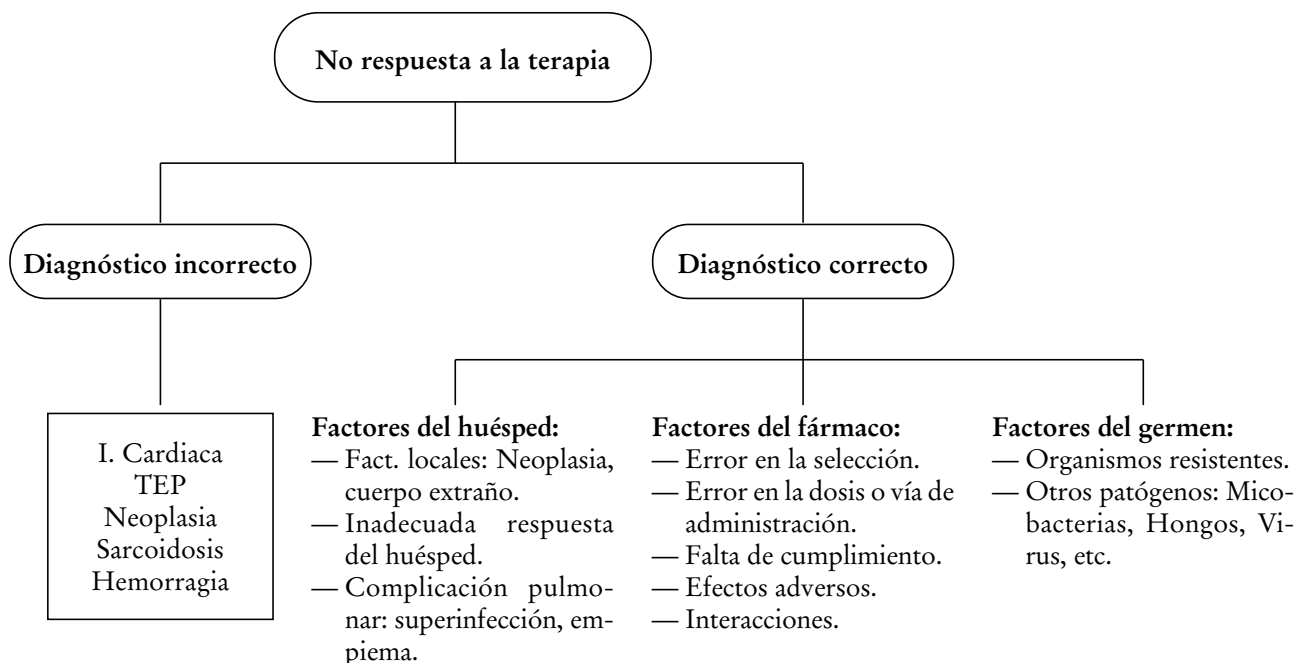 No respuesta a la terapia
Diagnóstico incorrecto
Diagnóstico correcto
I. Cardiaca
TEP
Neoplasia
Sarcoidosis
Hemorragia
Factores del huésped:
— Fact. locales: Neoplasia,
cuerpo extraño.
— Inadecuada respuesta
del huésped.
— Complicación pulmo-
nar: superinfección, em-
piema.
Factores del fármaco:
— Error en la selección.
— Error en la dosis o vía de
administración.
— Falta de cumplimiento.
— Efectos adversos.
— Interacciones.
Factores del germen:
— Organismos resistentes.
— Otros patógenos: Mico-
bacterias, Hongos, Vi-
rus, etc.